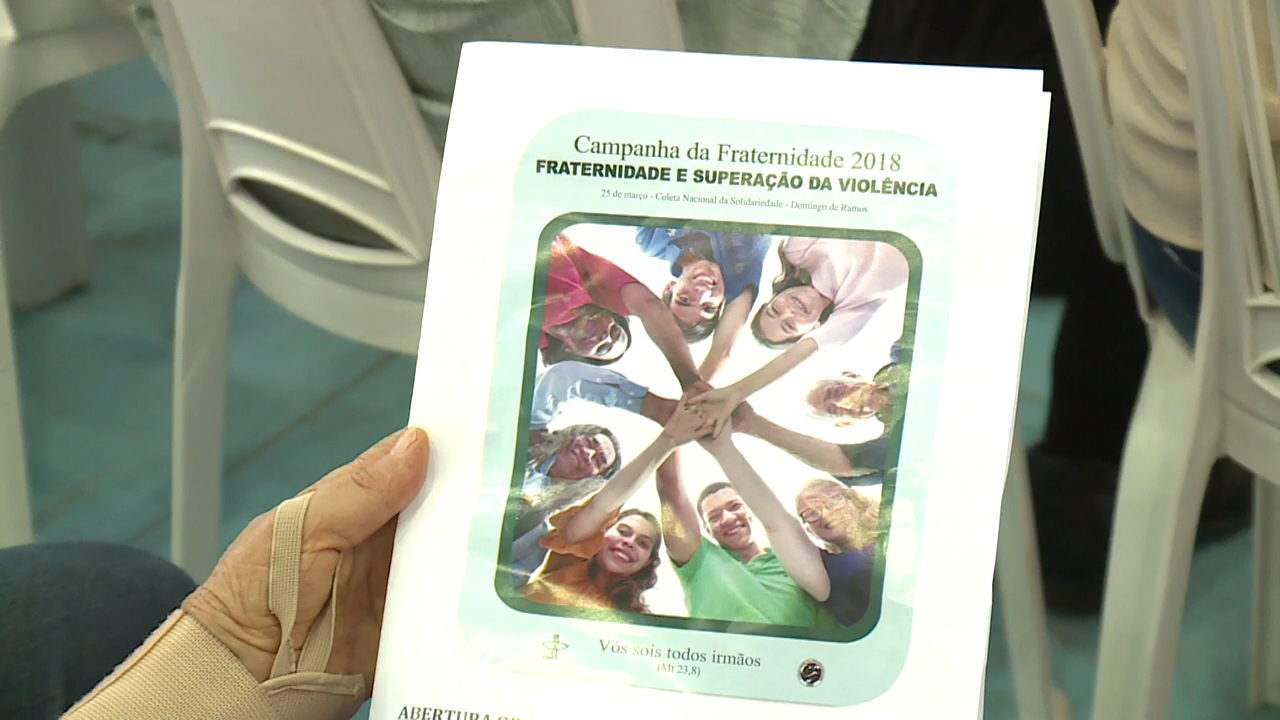 Campanha da Fraternidade 2018
FRATERNIDADE E SUPERAÇÃO DA VIOLÊNCIA
25 de março - Coleta Nacional da Solidariedade - Domingo de Ramos
Vós sois todos irmãos
(Mt 23,8)
ABERTURA